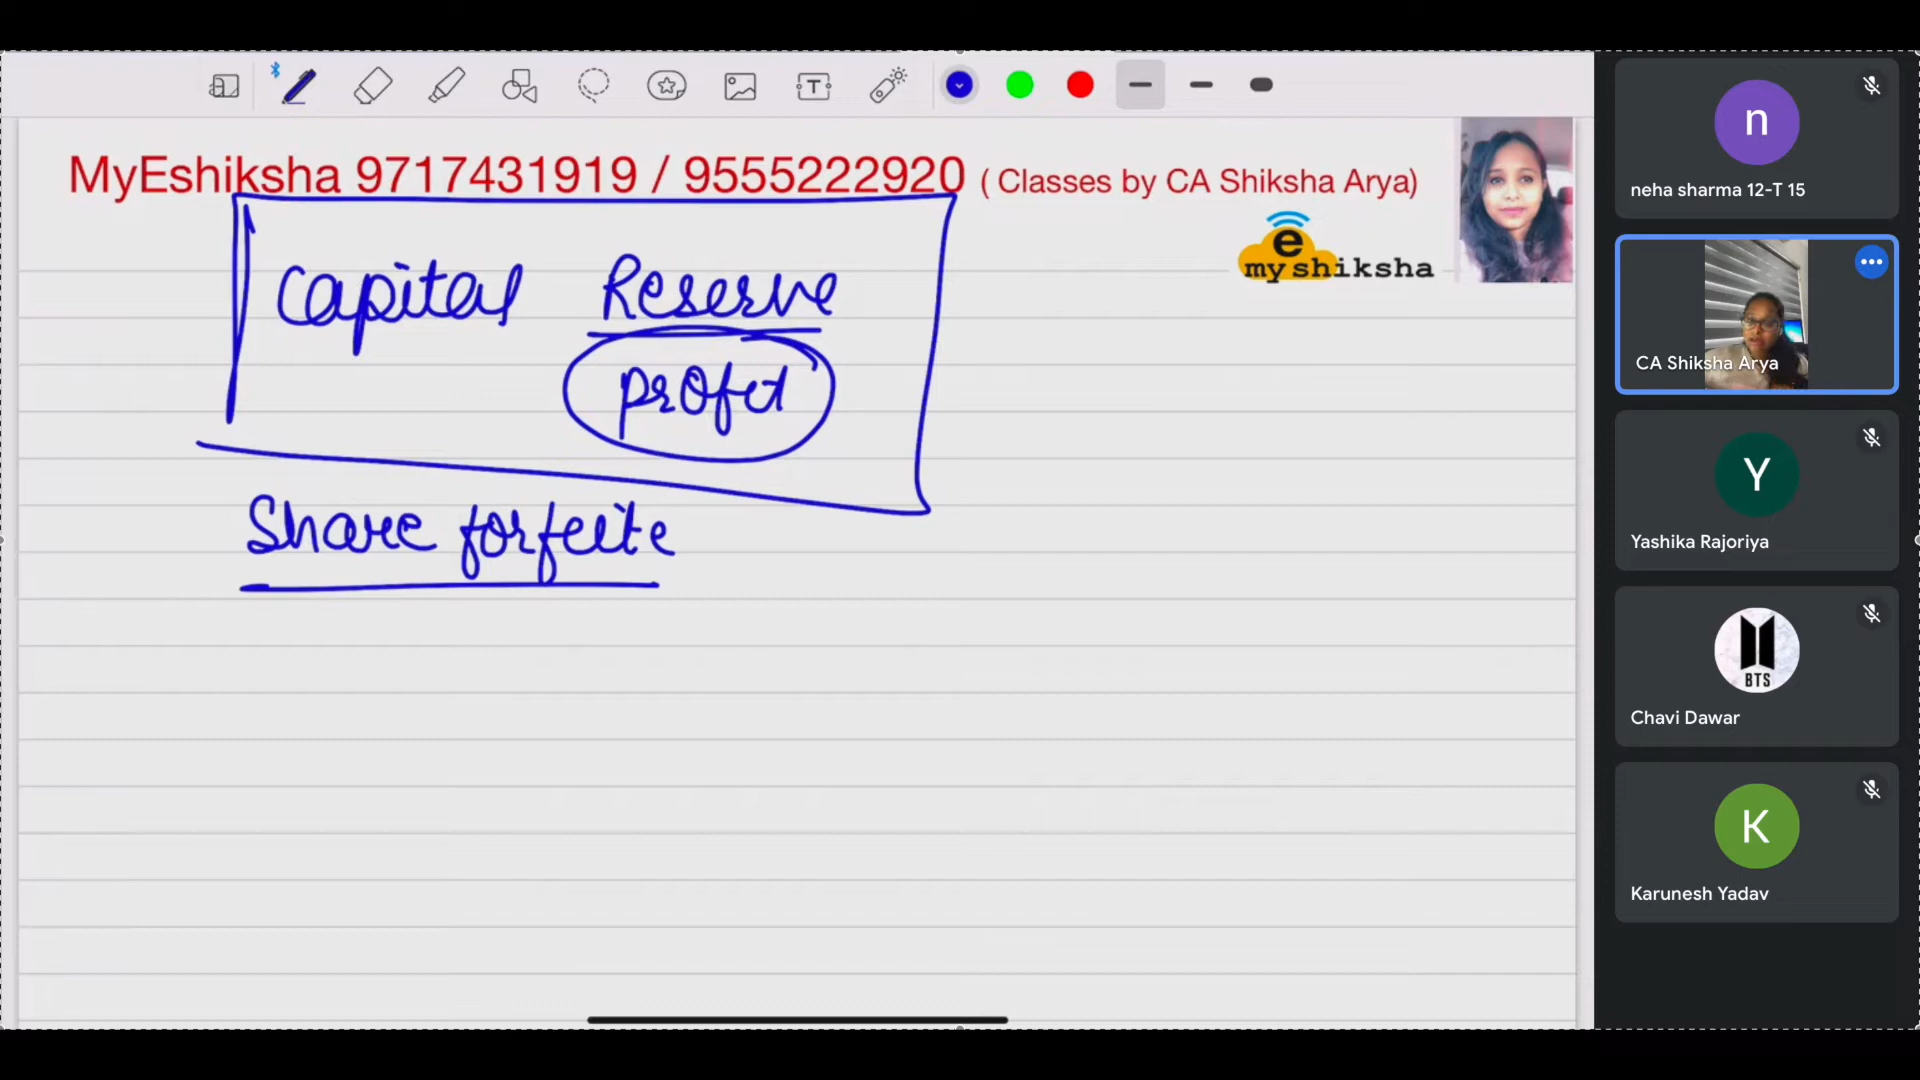 MyEshiksha 9717431919 / 9555222920 ( Classes by CA Shiksha Arya)
e
my shiksha
Capital Reserve
profit
Share forfeite
n
neha sharma 12-T 15
CA Shiksha Arya
Y
Yashika Rajoriya
BTS
Chavi Dawar
K
Karunesh Yadav